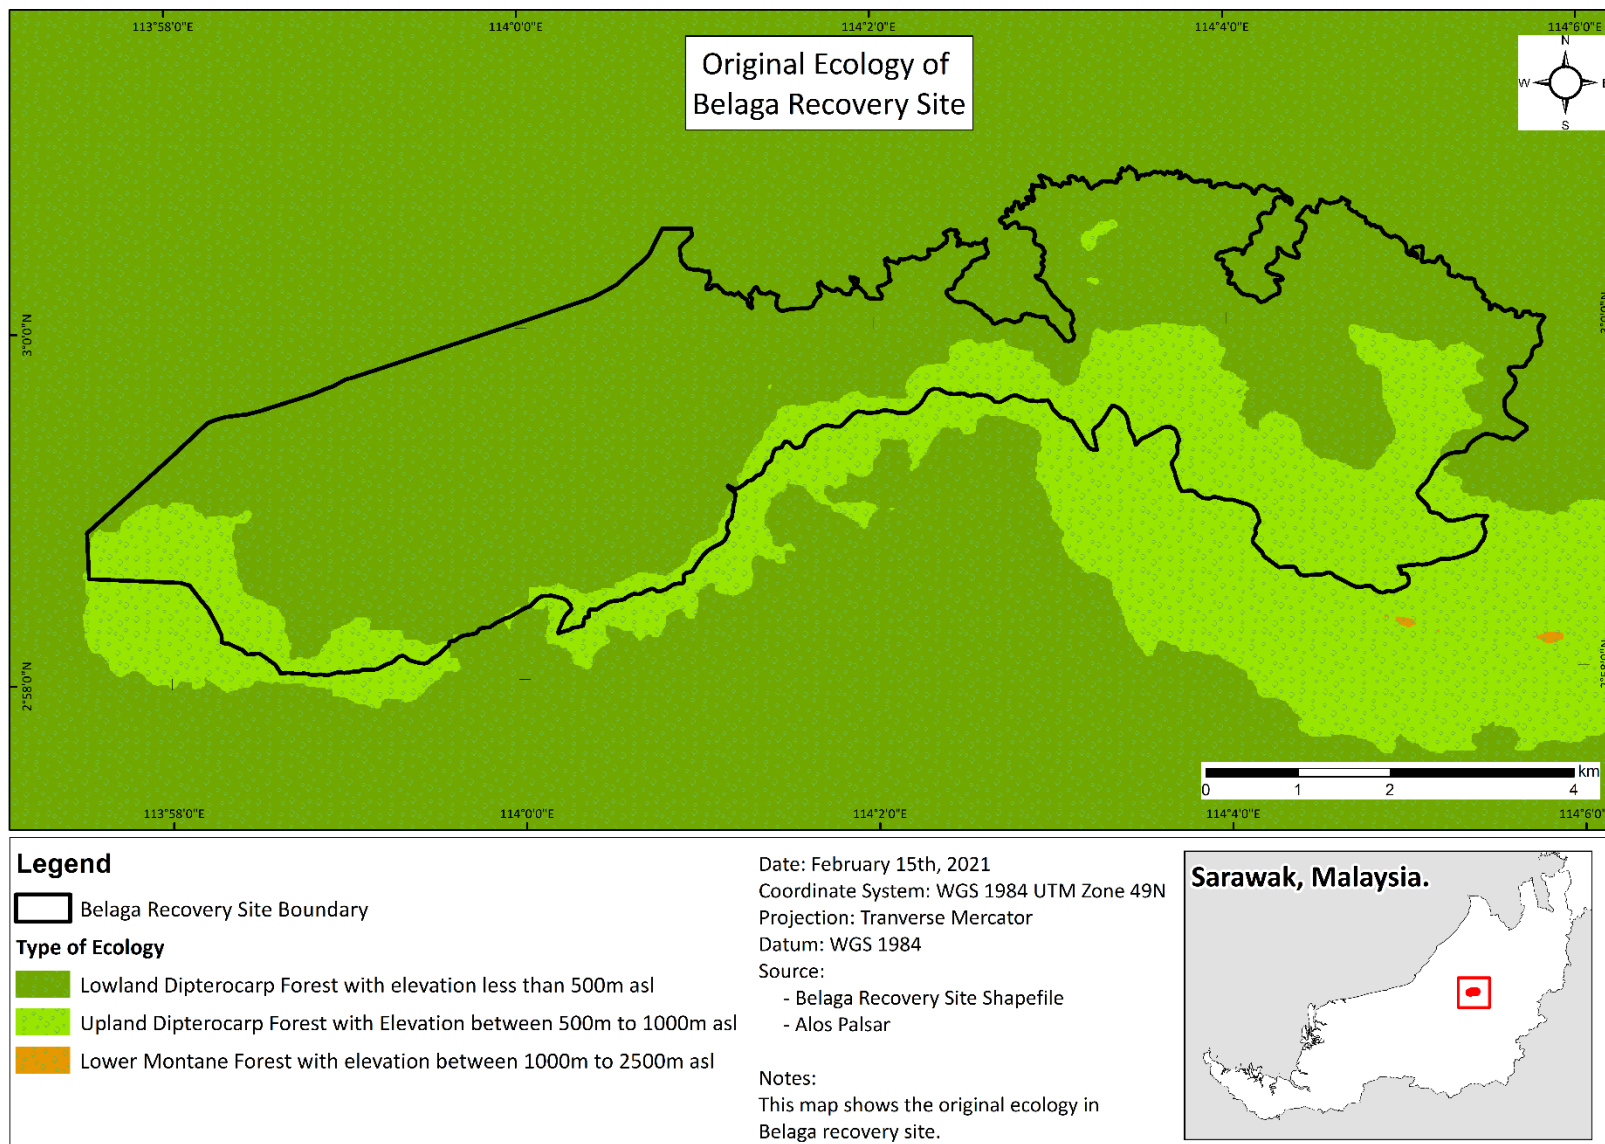 113°58'0"E 114°0'0"E 114°2'0"E 114°4'0"E 114°6'0"E
Original Ecology of
Belaga Recovery Site
N
W E
S
3°0'0"N 3°0'0"N
2°58'0"N 2°58'0"N
km
0 1 2 4
113°58'0"E 114°0'0"E 114°2'0"E 114°4'0"E 114°6'0"E
Legend
Belaga Recovery Site Boundary
Type of Ecology
Lowland Dipterocarp Forest with elevation less than 500m asl
Upland Dipterocarp Forest with Elevation between 500m to 1000m asl
Lower Montane Forest with elevation between 1000m to 2500m asl
Date: February 15th, 2021
Coordinate System: WGS 1984 UTM Zone 49N
Projection: Tranverse Mercator
Datum: WGS 1984
Source:
- Belaga Recovery Site Shapefile
- Alos Palsar
Notes:
This map shows the original ecology in
Belaga recovery site.
Sarawak, Malaysia.